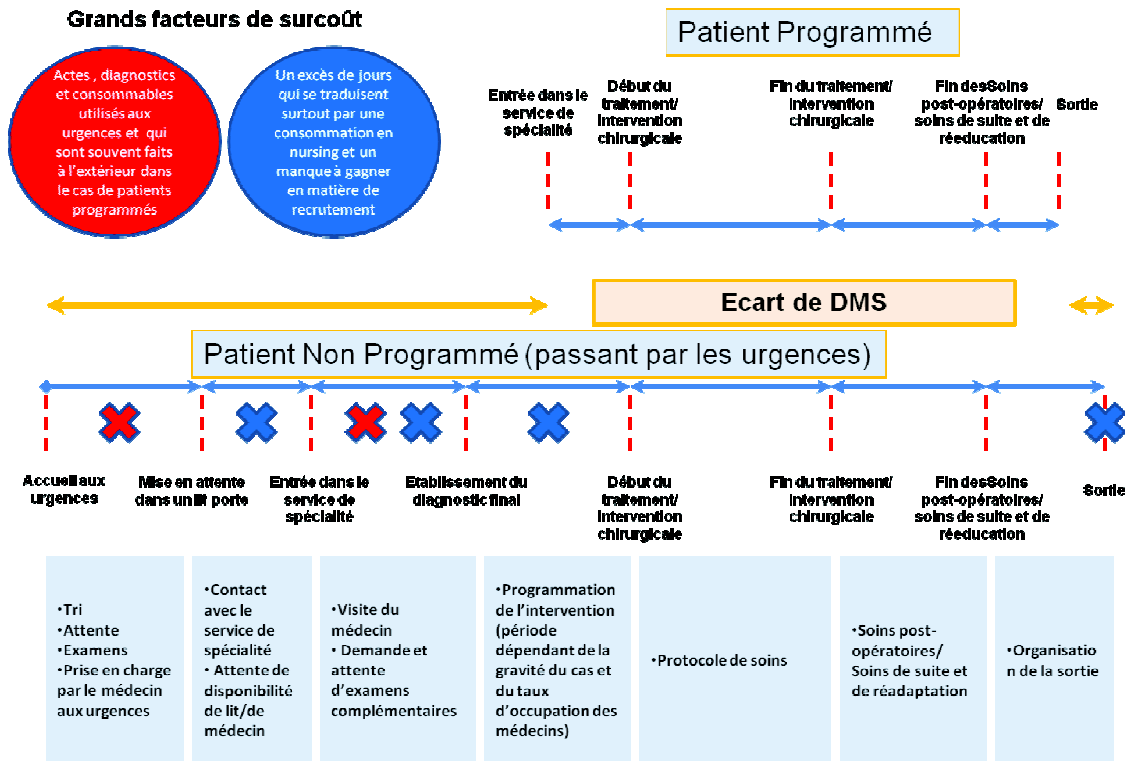 Grands facteurs de surcoût
Actes , diagnostics
et consommables
utilisés aux
urgences et qui
sont souvent faits
à l'extérieur dans
le cas de patients
programmés
Un excès de jours
qui se traduisent
surtout par une
consommation en
nursing et un
manque à gagner
en matière de
recrutement
Patient Programmé
Entrée dans le
service de
spécialité
Début du
traitement/
intervention
chirurgicale
Fin du traitement/
intervention
chirurgicale
Fin des Soins
post-opératoires/
soins de suite et de
rééducation
Sortie
Ecart de DMS
Patient Non Programmé (passant par les urgences)
Accueil aux
urgences
Mise en attente
dans un lit porte
Entrée dans le
service de
spécialité
Etablissement du
diagnostic final
Début du
traitement/
intervention
chirurgicale
Fin du traitement/
intervention
chirurgicale
Fin des Soins
post-opératoires/
soins de suite et de
rééducation
Sortie
•Tri
•Attente
•Examens
•Prise en charge
par le médecin
aux urgences
•Contact
avec le
service de
spécialité
• Attente de
disponibilité
de lit/de
médecin
•Visite du
médecin
• Demande et
attente
d'examens
complémentaires
•Programmation
de l'intervention
(période
dépendant de la
gravité du cas et
du taux
d'occupation des
médecins)
•Protocole de soins
•Soins post-
opératoires/
Soins de suite et
de réadaptation
•Organisatio
n de la sortie